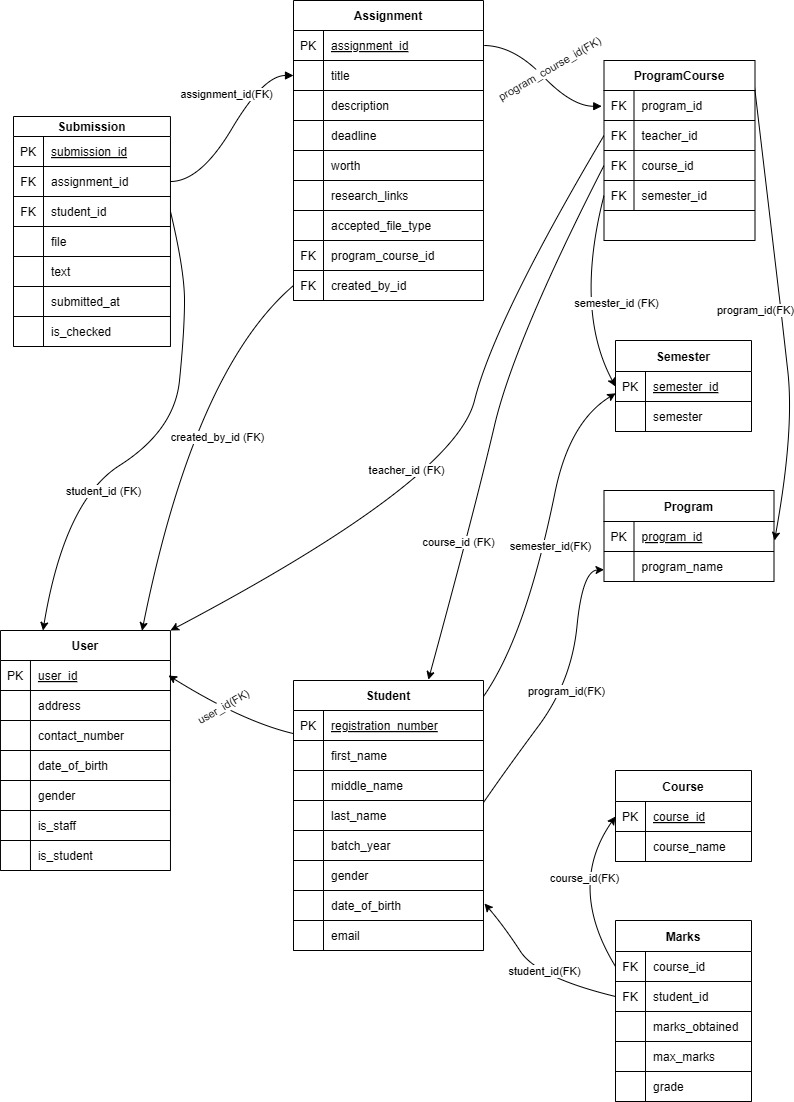 Assignment
PK assignment_id
title
description
deadline
worth
research_links
accepted_file_type
FK program_course_id
FK created_by_id
program_course_id(FK)
ProgramCourse
FK program_id
FK teacher_id
FK course_id
FK semester_id
assignment_id(FK)
Submission
PK submission_id
FK assignment_id
FK student_id
file
text
submitted_at
is_checked
semester_id (FK)
program_id(FK)
Semester
PK semester_id
semester
created_by_id (FK)
teacher_id (FK)
student_id (FK)
course_id (FK)
semester_id(FK)
Program
PK program_id
program_name
User
PK user_id
address
contact_number
date_of_birth
gender
is_staff
is_student
user_id(FK)
Student
PK registration_number
first_name
middle_name
last_name
batch_year
gender
date_of_birth
email
program_id(FK)
Course
PK course_id
course_name
course_id(FK)
student_id(FK)
Marks
FK course_id
FK student_id
marks_obtained
max_marks
grade